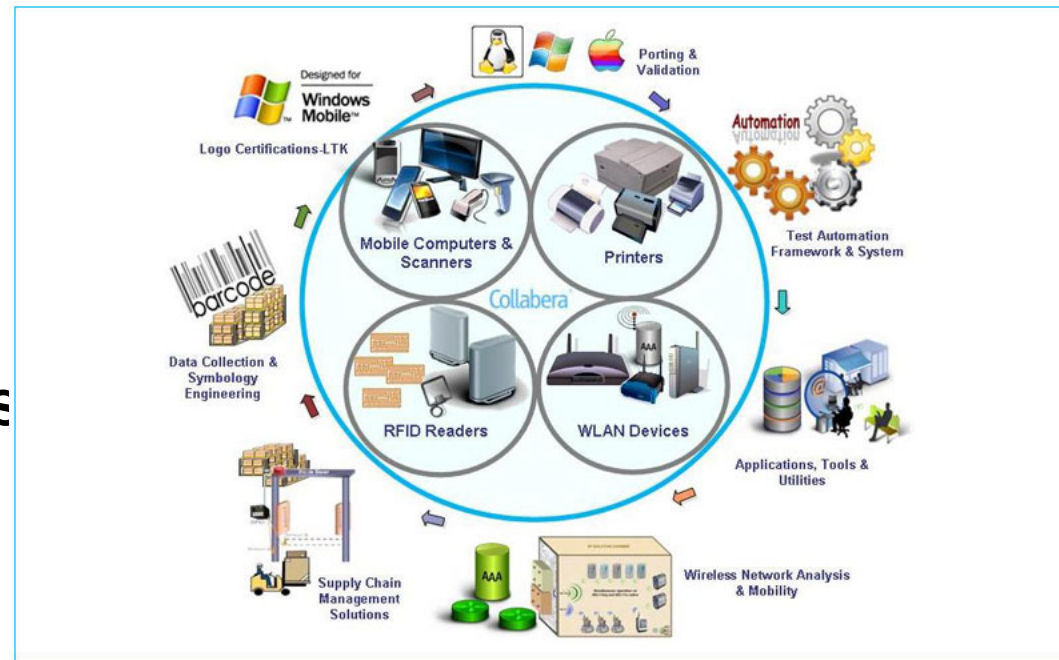 Porting &
Validation
Designed for
Windows
Mobile™
Logo Certifications-LTK
Automation
Test Automation
Framework & System
Mobile Computers &
Scanners
Printers
Collabera
barcode
Data Collection &
Symbology
Engineering
AAA
RFID Readers
WLAN Devices
Applications, Tools &
Utilities
s
Supply Chain
Management
Solutions
AAA
Wireless Network Analysis
& Mobility